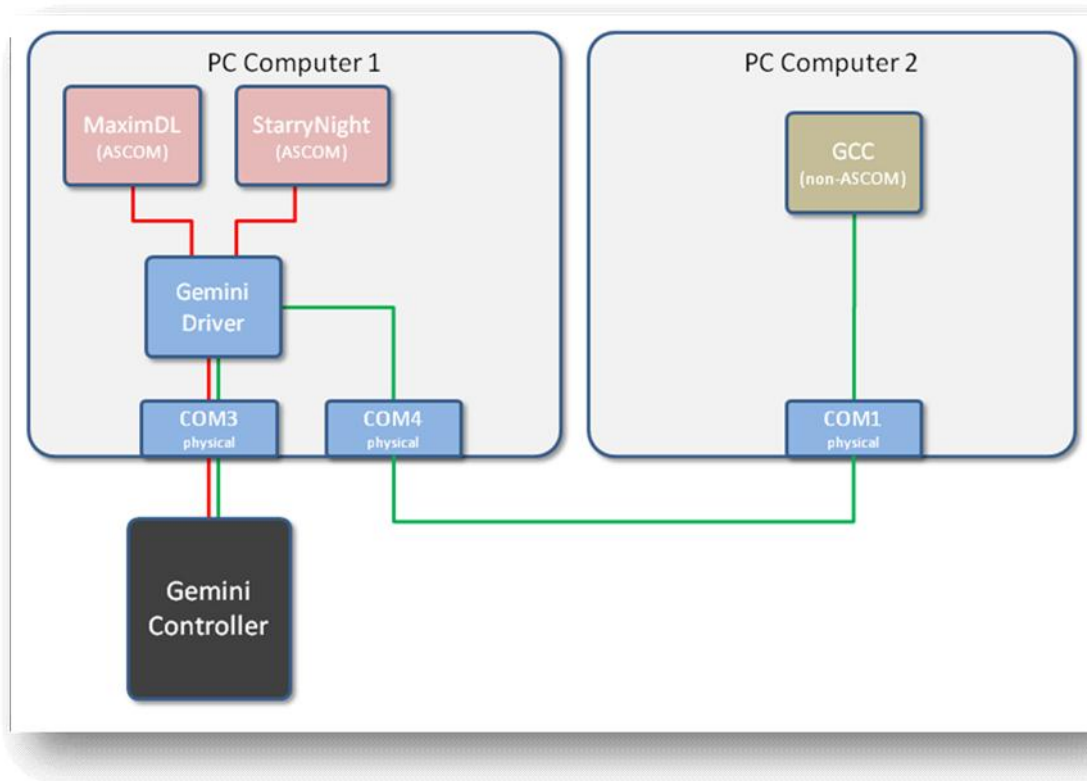 PC Computer 1
MaximDL
(ASCOM)
StarryNight
(ASCOM)
Gemini
Driver
COM3
physical
COM4
physical
Gemini
Controller
PC Computer 2
GCC
(non-ASCOM)
COM1
physical